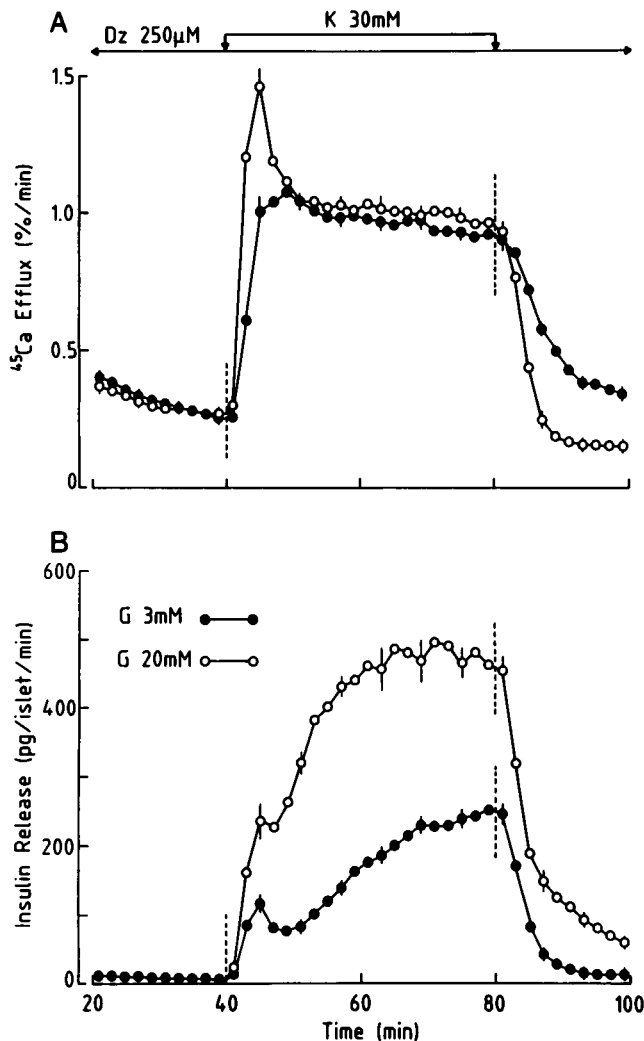 A
Dz 250µM
K 30mM
1.5
1.0
0.5
0
⁴⁵Ca Efflux (%/min)
B
600
400
200
0
Insulin Release (pg/islet/min)
G 3mM
G 20mM
20
40
60
80
100
Time (min)